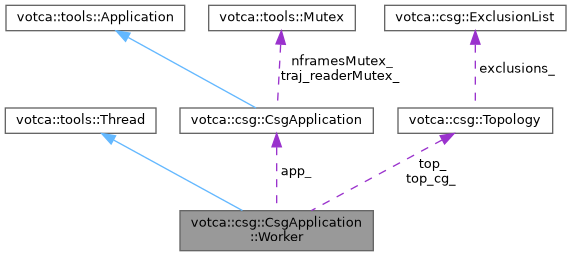 votca::tools::Application
votca::tools::Mutex
votca::csg::ExclusionList
nframesMutex_
traj_readerMutex_
exclusions_
votca::tools::Thread
votca::csg::CsgApplication
votca::csg::Topology
app_
top_
top_cg_
votca::csg::CsgApplication
::Worker